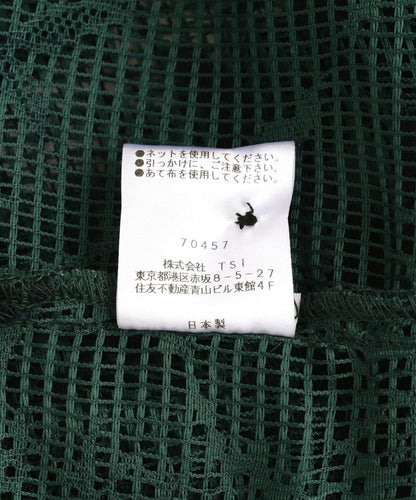 ●ネットを使用してください。
●引っかけに、ご注意下さい。
●あて布を使用してください。
70457
株式会社 TSI
東京都港区赤坂8-5-27
住友不動産青山ビル東館4F
日本製